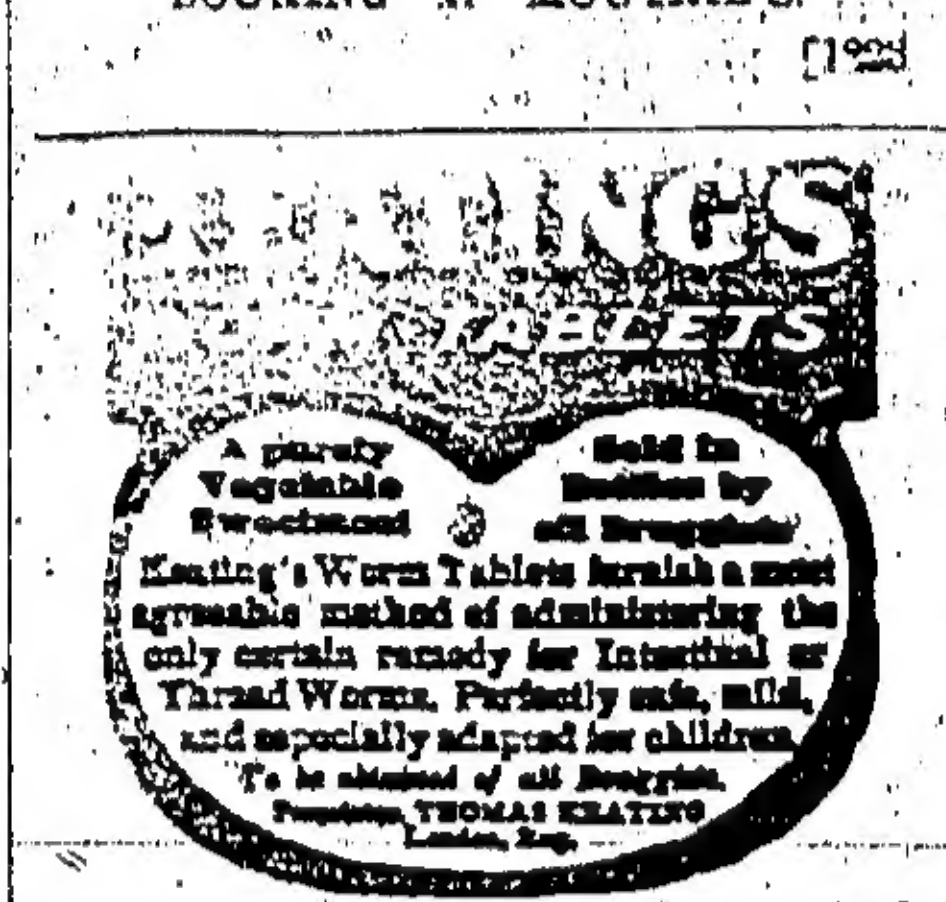 TABLETS
A purely
Vegetable
Sweetmeat
Sold in
Bottles by
all Druggists
Keating's Worm Tablets furnish a most
agreeable method of administering the
only certain remedy for Intestinal or
Thread Worms. Perfectly safe, mild,
and especially adapted for children.
To be obtained of all Druggists.
THOMAS KEATING
London, Eng.